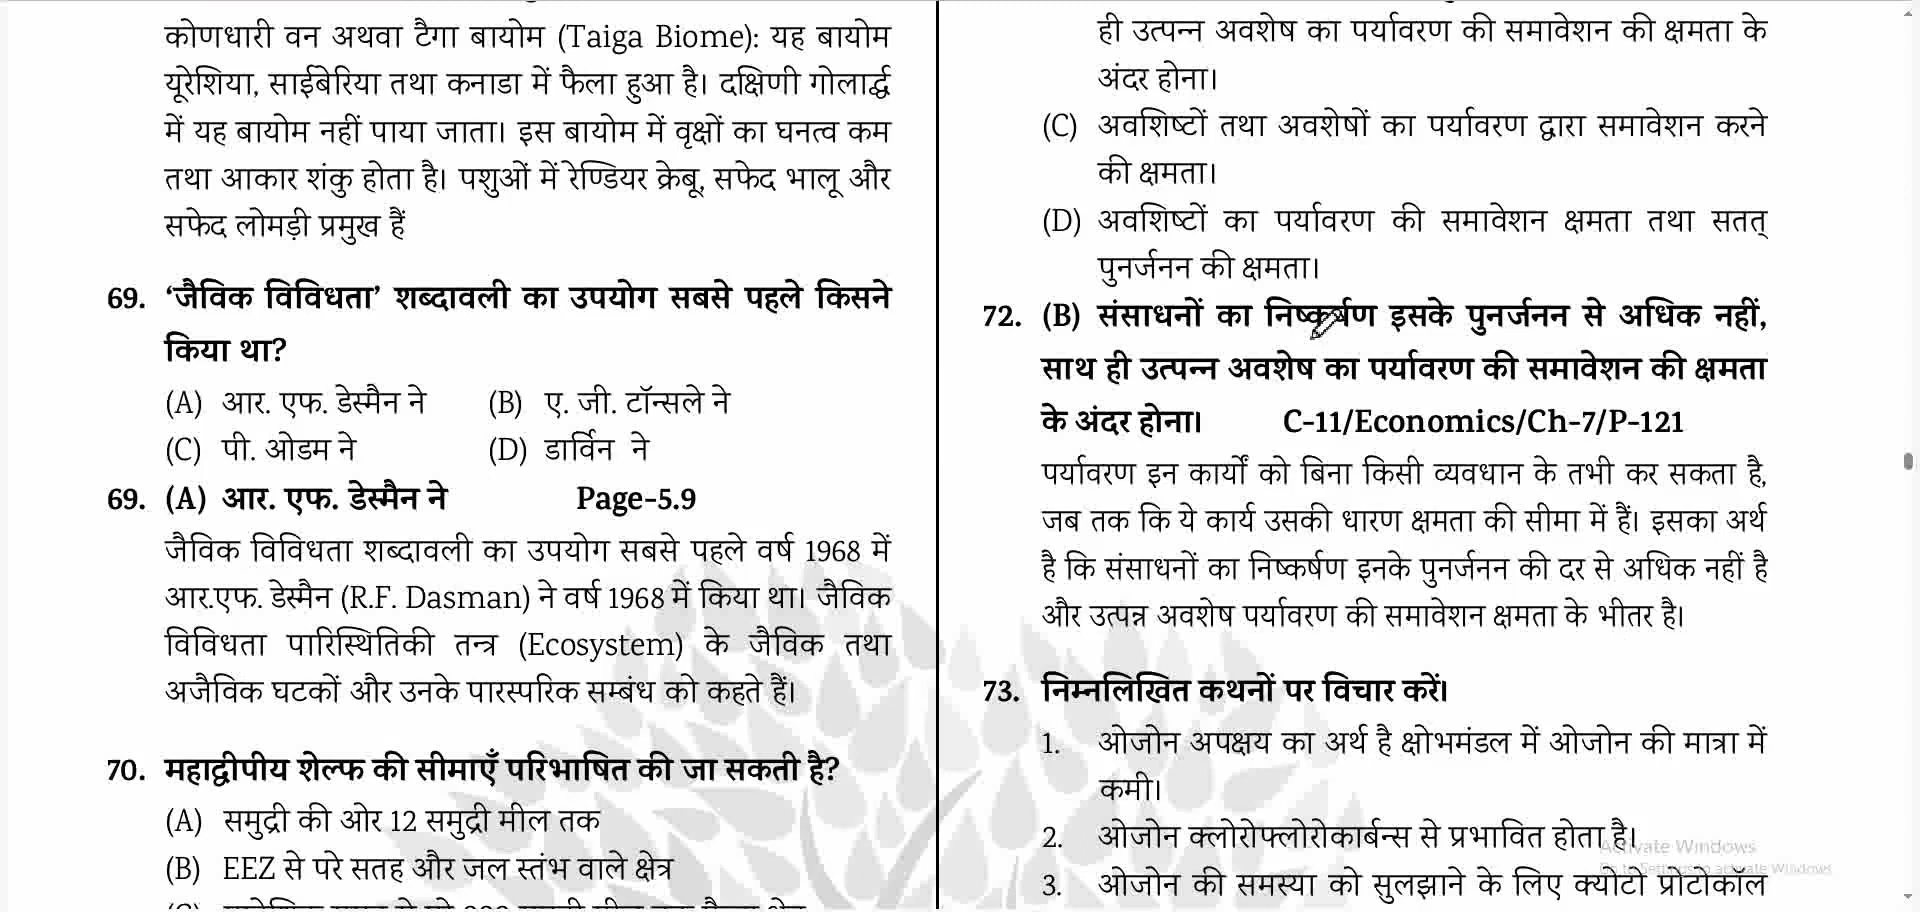 कोणधारी वन अथवा टैगा बायोम (Taiga Biome): यह बायोम
यूरेशिया, साईबेरिया तथा कनाडा में फैला हुआ है। दक्षिणी गोलार्द्ध
में यह बायोम नहीं पाया जाता। इस बायोम में वृक्षों का घनत्व कम
तथा आकार शंकु होता है। पशुओं में रेण्डियर क्रेबू, सफेद भालू और
सफेद लोमड़ी प्रमुख हैं
69. ‘जैविक विविधता’ शब्दावली का उपयोग सबसे पहले किसने
किया था?
(A) आर. एफ. डेस्मैन ने (B) ए. जी. टॉन्सले ने
(C) पी. ओडम ने (D) डार्विन ने
69. (A) आर. एफ. डेस्मैन ने Page-5.9
जैविक विविधता शब्दावली का उपयोग सबसे पहले वर्ष 1968 में
आर.एफ. डेस्मैन (R.F. Dasman) ने वर्ष 1968 में किया था। जैविक
विविधता पारिस्थितिकी तन्त्र (Ecosystem) के जैविक तथा
अजैविक घटकों और उनके पारस्परिक सम्बंध को कहते हैं।
70. महाद्वीपीय शेल्फ की सीमाएँ परिभाषित की जा सकती है?
(A) समुद्री की ओर 12 समुद्री मील तक
(B) EEZ से परे सतह और जल स्तंभ वाले क्षेत्र
ही उत्पन्न अवशेष का पर्यावरण की समावेशन की क्षमता के
अंदर होना।
(C) अवशिष्टों तथा अवशेषों का पर्यावरण द्वारा समावेशन करने
की क्षमता।
(D) अवशिष्टों का पर्यावरण की समावेशन क्षमता तथा सतत्
पुनर्जनन की क्षमता।
72. (B) संसाधनों का निष्कर्षण इसके पुनर्जनन से अधिक नहीं,
साथ ही उत्पन्न अवशेष का पर्यावरण की समावेशन की क्षमता
के अंदर होना। C-11/Economics/Ch-7/P-121
पर्यावरण इन कार्यों को बिना किसी व्यवधान के तभी कर सकता है,
जब तक कि ये कार्य उसकी धारण क्षमता की सीमा में हैं। इसका अर्थ
है कि संसाधनों का निष्कर्षण इनके पुनर्जनन की दर से अधिक नहीं है
और उत्पन्न अवशेष पर्यावरण की समावेशन क्षमता के भीतर है।
73. निम्नलिखित कथनों पर विचार करें।
1. ओजोन अपक्षय का अर्थ है क्षोभमंडल में ओजोन की मात्रा में
कमी।
2. ओजोन क्लोरोफ्लोरोकार्बन्स से प्रभावित होता है।
3. ओजोन की समस्या को सुलझाने के लिए क्योटो प्रोटोकॉल
Activate Windows
Go to Settings to activate Windows